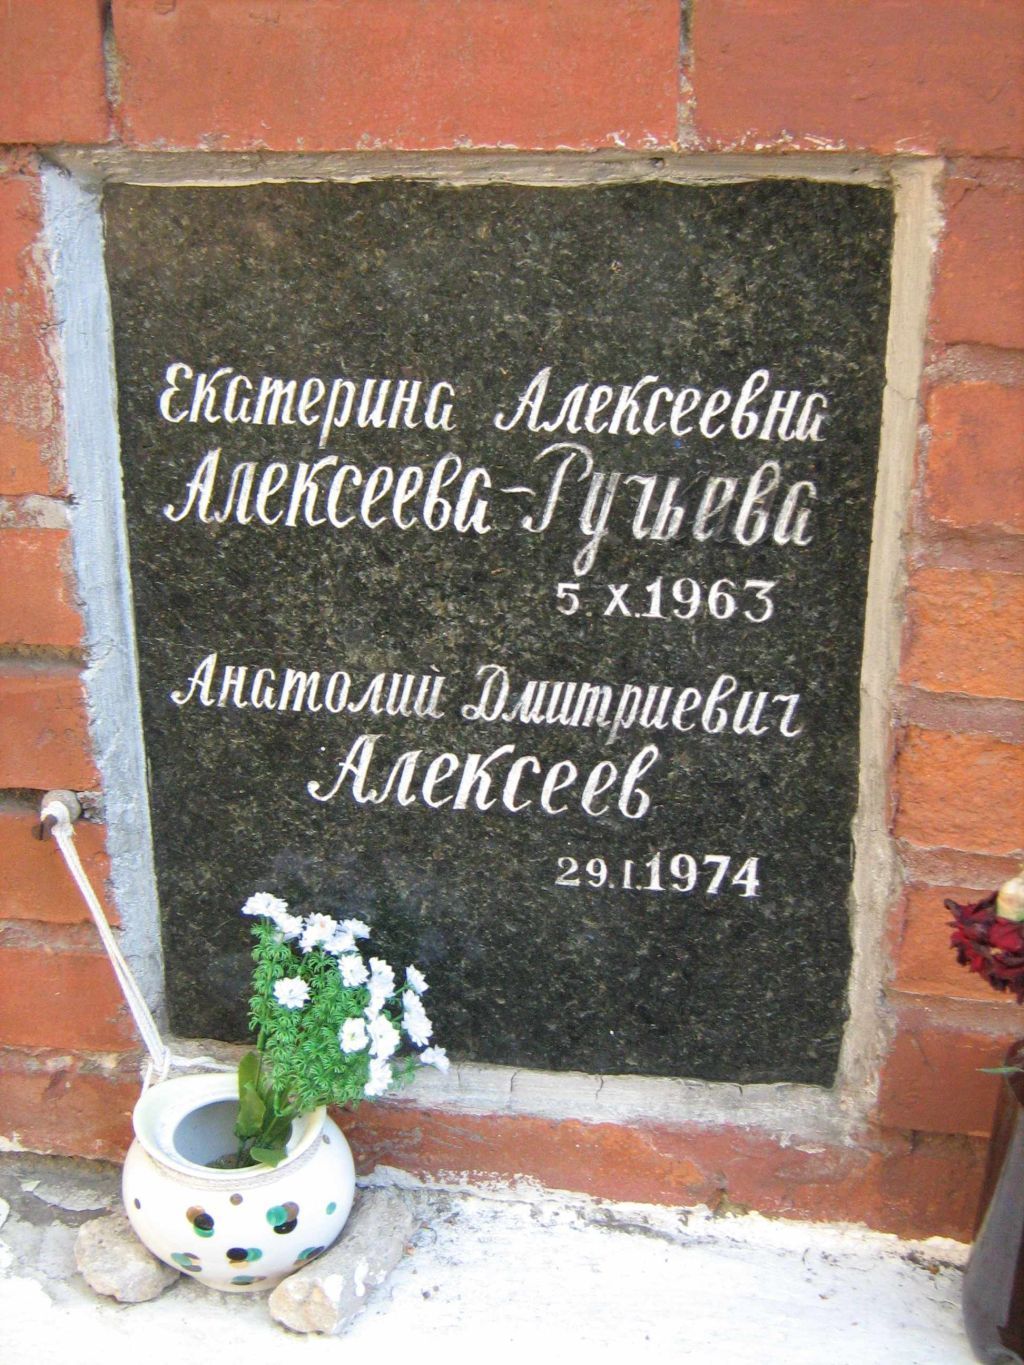 Екатерина Алексеевна
Алексеева-Ручьева
5.X.1963
Анатолий Дмитриевич
Алексеев
29.I.1974